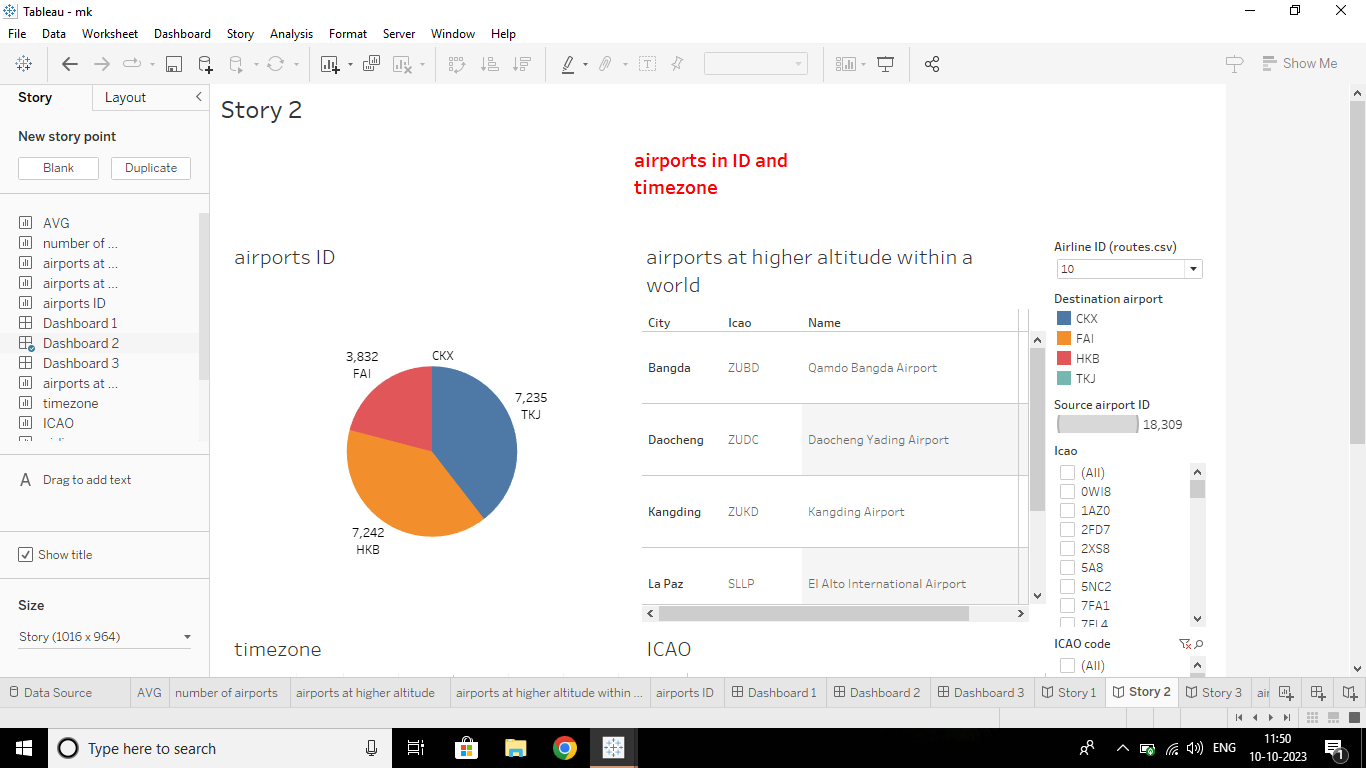 Tableau - mk
File Data Worksheet Dashboard Story Analysis Format Server Window Help
Show Me
Story Layout
New story point
Blank Duplicate
AVG
number of ...
airports at ...
airports at ...
airports ID
Dashboard 1
Dashboard 2
Dashboard 3
airports at ...
timezone
ICAO
A Drag to add text
Show title
Size
Story (1016 x 964)
Story 2
airports in ID and
timezone
airports ID
3,832
FAI
CKX
7,235
TKJ
7,242
HKB
airports at higher altitude within a
world
City Icao Name
Bangda ZUBD Qamdo Bangda Airport
Daocheng ZUDC Daocheng Yading Airport
Kangding ZUKD Kangding Airport
La Paz SLLP El Alto International Airport
Airline ID (routes.csv)
10
Destination airport
CKX
FAI
HKB
TKJ
Source airport ID
18,309
Icao
(All)
0WI8
1AZ0
2FD7
2XS8
5A8
5NC2
7FA1
7FL4
ICAO code
(All)
timezone
ICAO
Data Source AVG number of airports airports at higher altitude airports at higher altitude within ... airports ID Dashboard 1 Dashboard 2 Dashboard 3 Story 1 Story 2 Story 3
Type here to search
ENG
11:50
10-10-2023
1